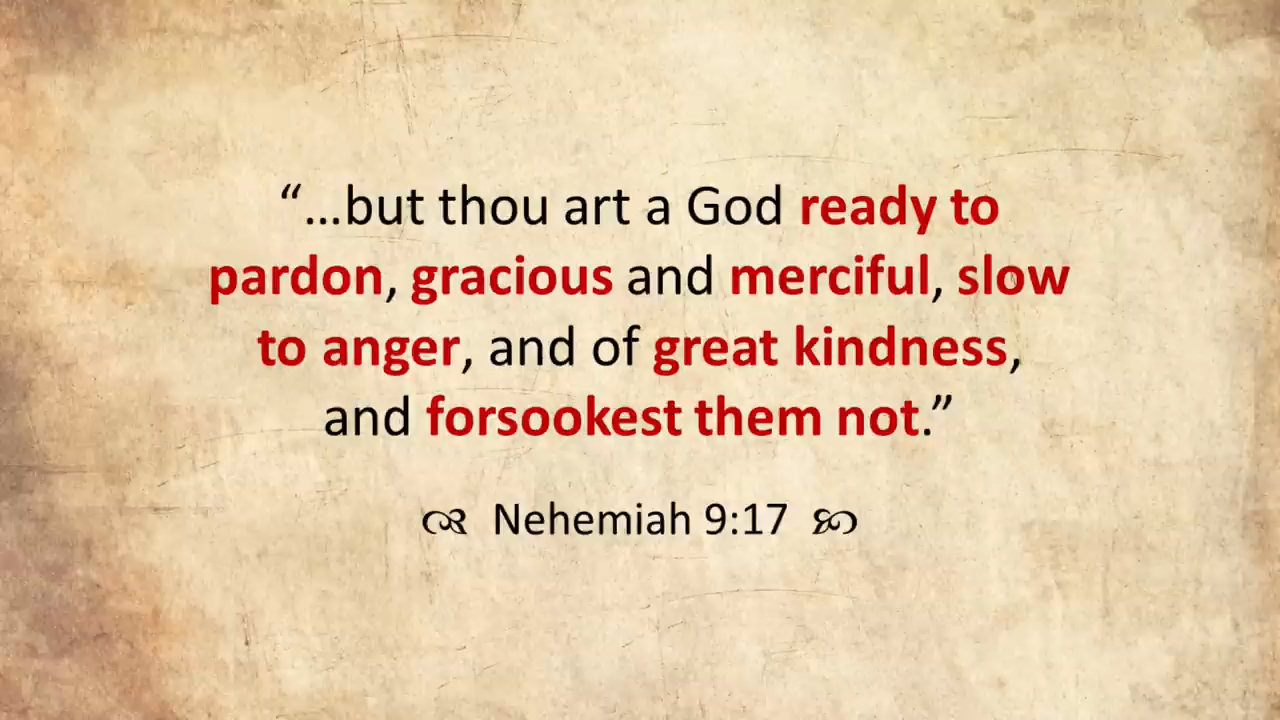 “…but thou art a God ready to
pardon, gracious and merciful, slow
to anger, and of great kindness,
and forsookest them not.”
Nehemiah 9:17